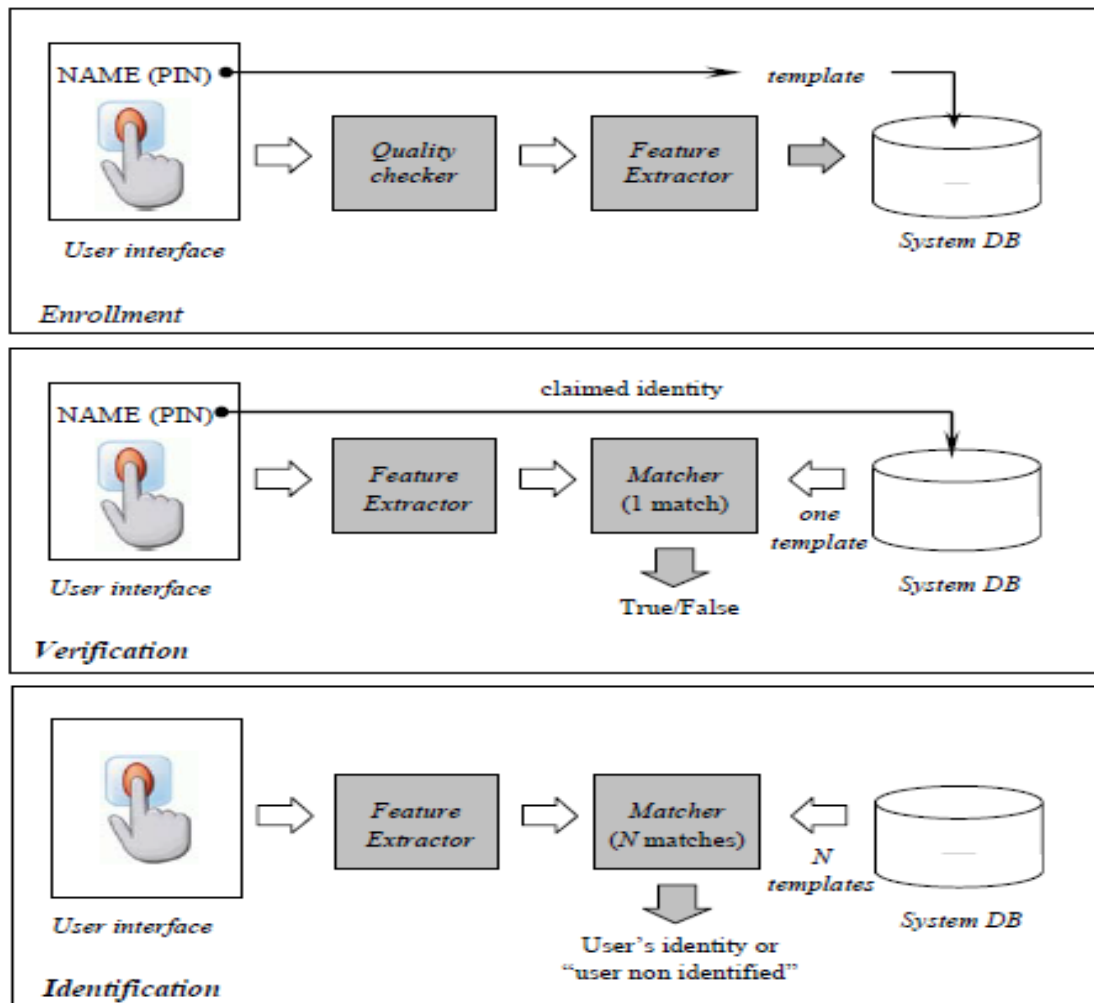 NAME (PIN)
template
Quality
checker
Feature
Extractor
User interface
System DB
Enrollment
claimed identity
NAME (PIN)
Feature
Extractor
Matcher
(1 match)
one
template
User interface
System DB
True/False
Verification
Feature
Extractor
Matcher
(N matches)
N
templates
User interface
System DB
User's identity or
“user non identified”
Identification